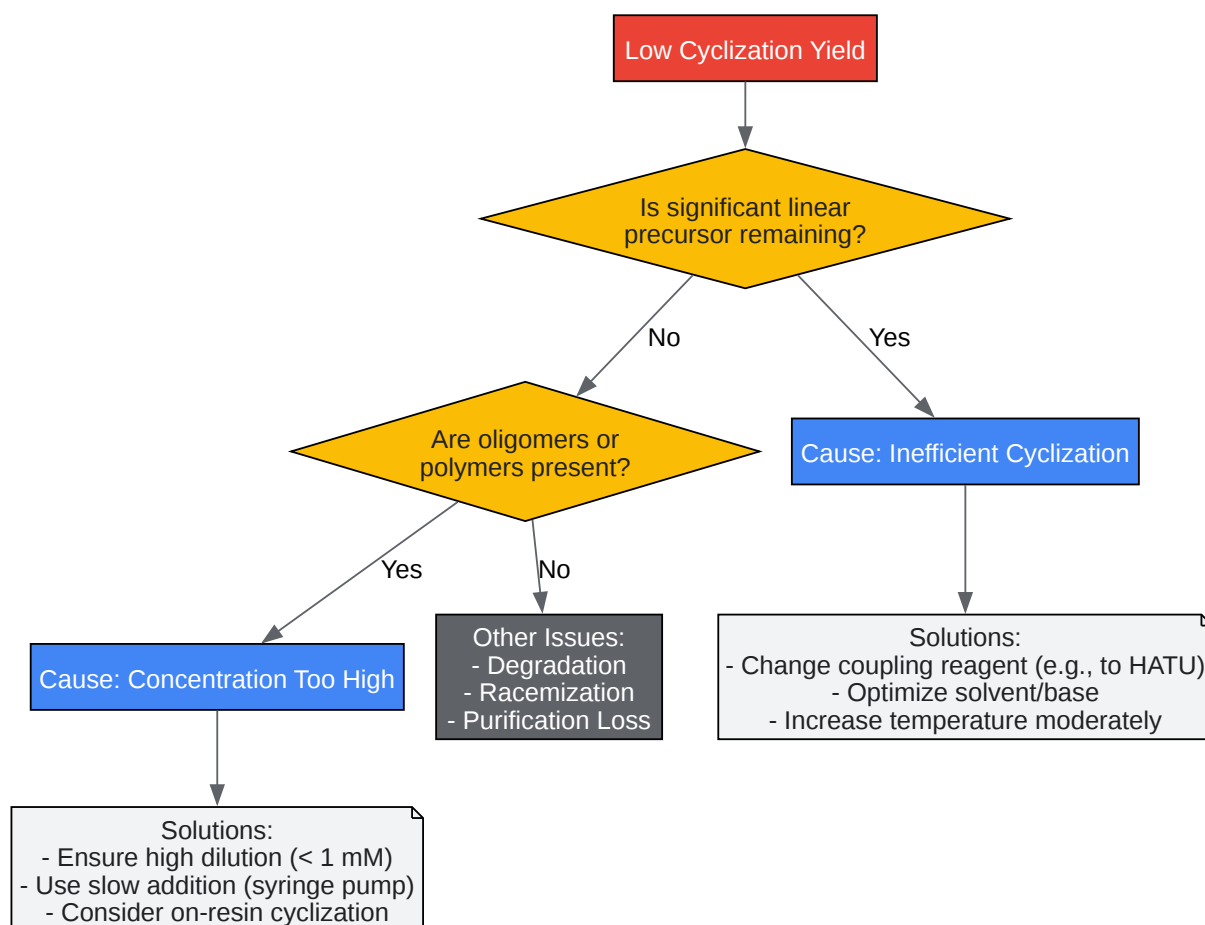 Low Cyclization Yield
Is significant linear
precursor remaining?
No
Yes
Are oligomers or
polymers present?
Cause: Inefficient Cyclization
Yes
No
Cause: Concentration Too High
Other Issues:
- Degradation
- Racemization
- Purification Loss
Solutions:
- Change coupling reagent (e.g., to HATU)
- Optimize solvent/base
- Increase temperature moderately
Solutions:
- Ensure high dilution (< 1 mM)
- Use slow addition (syringe pump)
- Consider on-resin cyclization